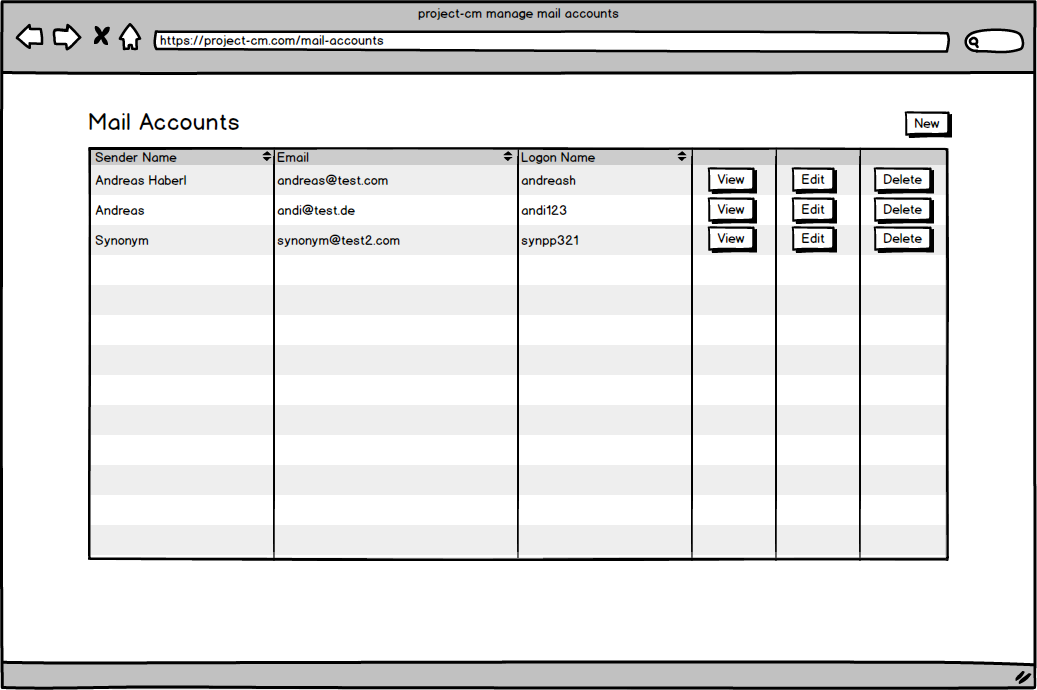 project-cm manage mail accounts
https://project-cm.com/mail-accounts
Mail Accounts
New
Sender Name Email Logon Name
Andreas Haberl andreas@test.com andreash View Edit Delete
Andreas andi@test.de andi123 View Edit Delete
Synonym synonym@test2.com synpp321 View Edit Delete